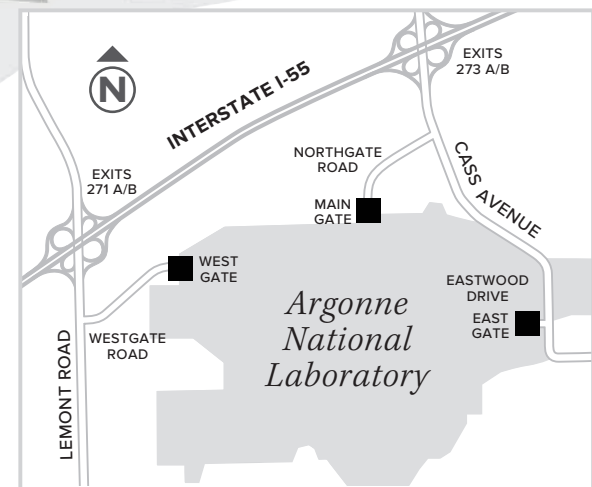 N
INTERSTATE I-55
EXITS
273 A/B
NORTHGATE
ROAD
CASS AVENUE
EXITS
271 A/B
MAIN
GATE
WEST
GATE
EASTWOOD
DRIVE
EAST
GATE
Argonne
National
Laboratory
WESTGATE
ROAD
LEMONT ROAD